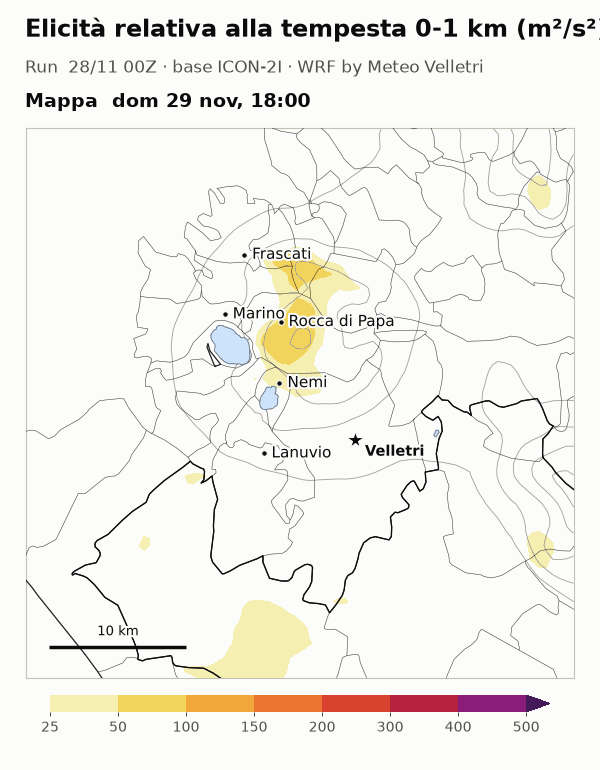 Elicità relativa alla tempesta 0-1 km (m²/s²)
Run  28/11 00Z · base ICON-2I · WRF by Meteo Velletri
Mappa  dom 29 nov, 18:00
Frascati
Marino
Rocca di Papa
Nemi
Velletri
Lanuvio
10 km
25 50 100 150 200 300 400 500